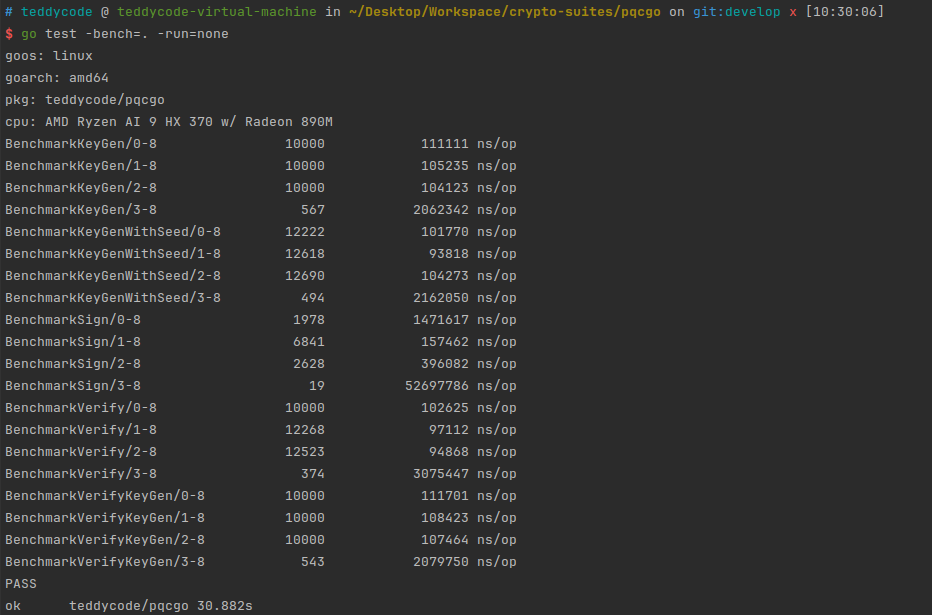 # teddycode @ teddycode-virtual-machine in ~/Desktop/Workspace/crypto-suites/pqcgo on git:develop x [10:30:06]
$ go test -bench=. -run=none
goos: linux
goarch: amd64
pkg: teddycode/pqcgo
cpu: AMD Ryzen AI 9 HX 370 w/ Radeon 890M
BenchmarkKeyGen/0-8                10000            111111 ns/op
BenchmarkKeyGen/1-8                10000            105235 ns/op
BenchmarkKeyGen/2-8                10000            104123 ns/op
BenchmarkKeyGen/3-8                  567           2062342 ns/op
BenchmarkKeyGenWithSeed/0-8        12222            101770 ns/op
BenchmarkKeyGenWithSeed/1-8        12618             93818 ns/op
BenchmarkKeyGenWithSeed/2-8        12690            104273 ns/op
BenchmarkKeyGenWithSeed/3-8          494           2162050 ns/op
BenchmarkSign/0-8                   1978           1471617 ns/op
BenchmarkSign/1-8                   6841            157462 ns/op
BenchmarkSign/2-8                   2628            396082 ns/op
BenchmarkSign/3-8                     19          52697786 ns/op
BenchmarkVerify/0-8                10000            102625 ns/op
BenchmarkVerify/1-8                12268             97112 ns/op
BenchmarkVerify/2-8                12523             94868 ns/op
BenchmarkVerify/3-8                  374           3075447 ns/op
BenchmarkVerifyKeyGen/0-8          10000            111701 ns/op
BenchmarkVerifyKeyGen/1-8          10000            108423 ns/op
BenchmarkVerifyKeyGen/2-8          10000            107464 ns/op
BenchmarkVerifyKeyGen/3-8            543           2079750 ns/op
PASS
ok      teddycode/pqcgo 30.882s